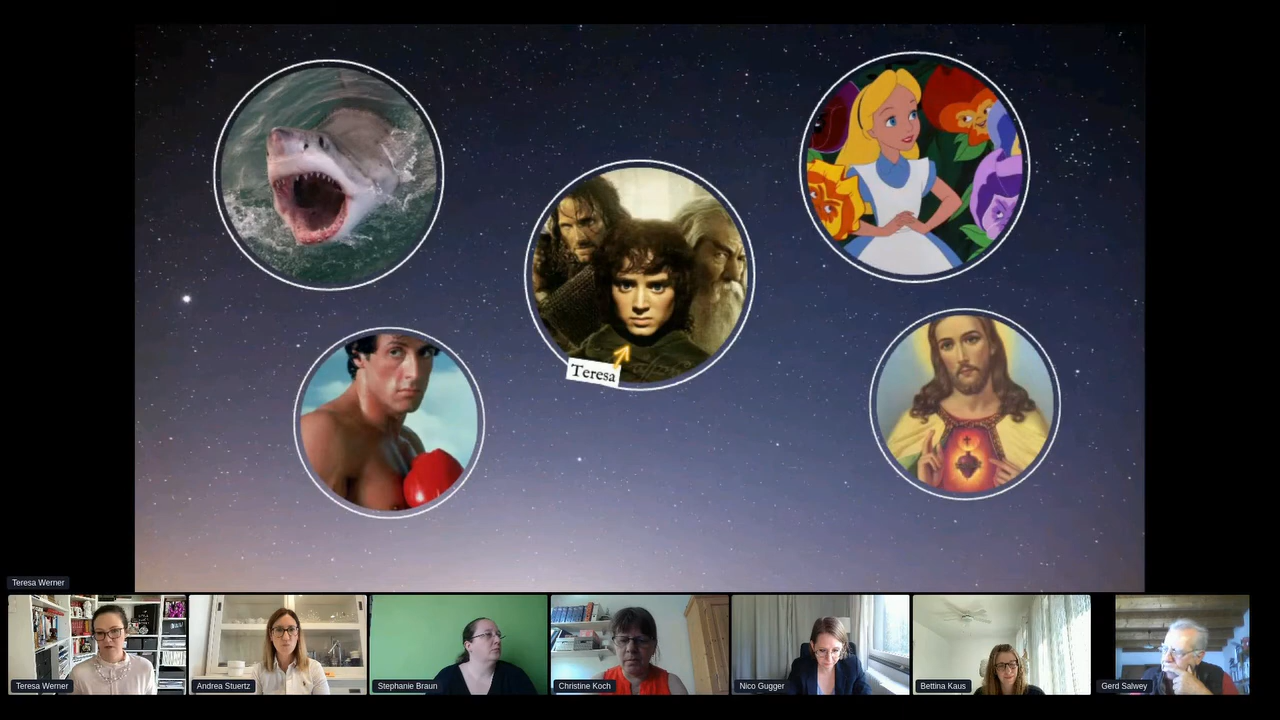 Teresa
Teresa Werner
Teresa Werner
Andrea Stuertz
Stephanie Braun
Christine Koch
Nico Gugger
Bettina Kaus
Gerd Salwey